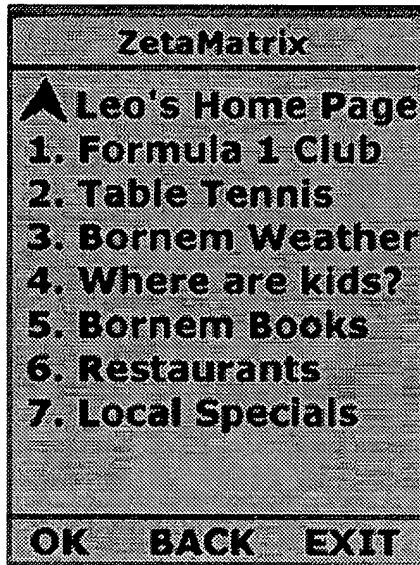 ZetaMatrix
Leo's Home Page
1. Formula 1 Club
2. Table Tennis
3. Bornem Weather
4. Where are kids?
5. Bornem Books
6. Restaurants
7. Local Specials
OK BACK EXIT